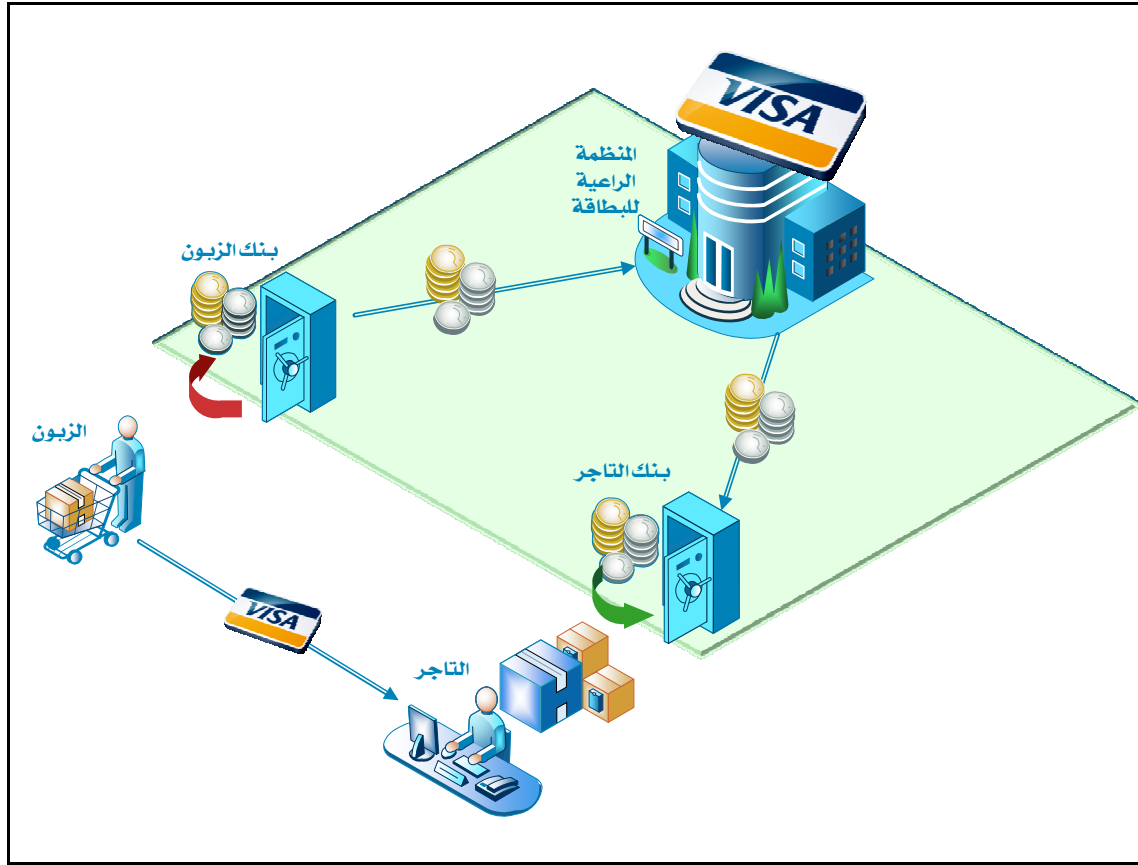 VISA
المنظمة
الراعية
للبطاقة
بنك الزبون
الزبون
بنك التاجر
VISA
التاجر